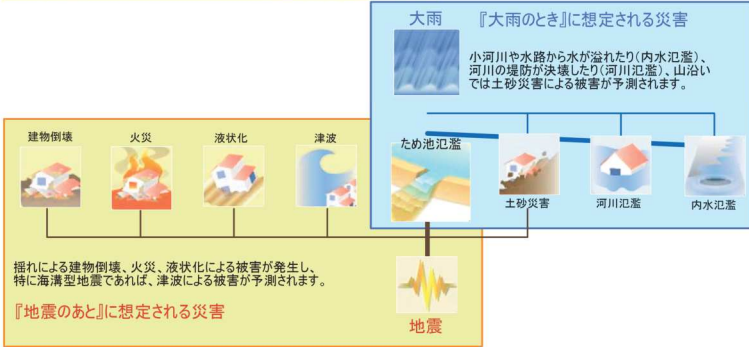 大雨
『大雨のとき』に想定される災害
小河川や水路から水が溢れたり(内水氾濫)、
河川の堤防が決壊したり(河川氾濫)、山沿い
では土砂災害による被害が予測されます。
建物倒壊
火災
液状化
津波
ため池氾濫
土砂災害
河川氾濫
内水氾濫
揺れによる建物倒壊、火災、液状化による被害が発生し、
特に海溝型地震であれば、津波による被害が予測されます。
『地震のあと』に想定される災害
地震